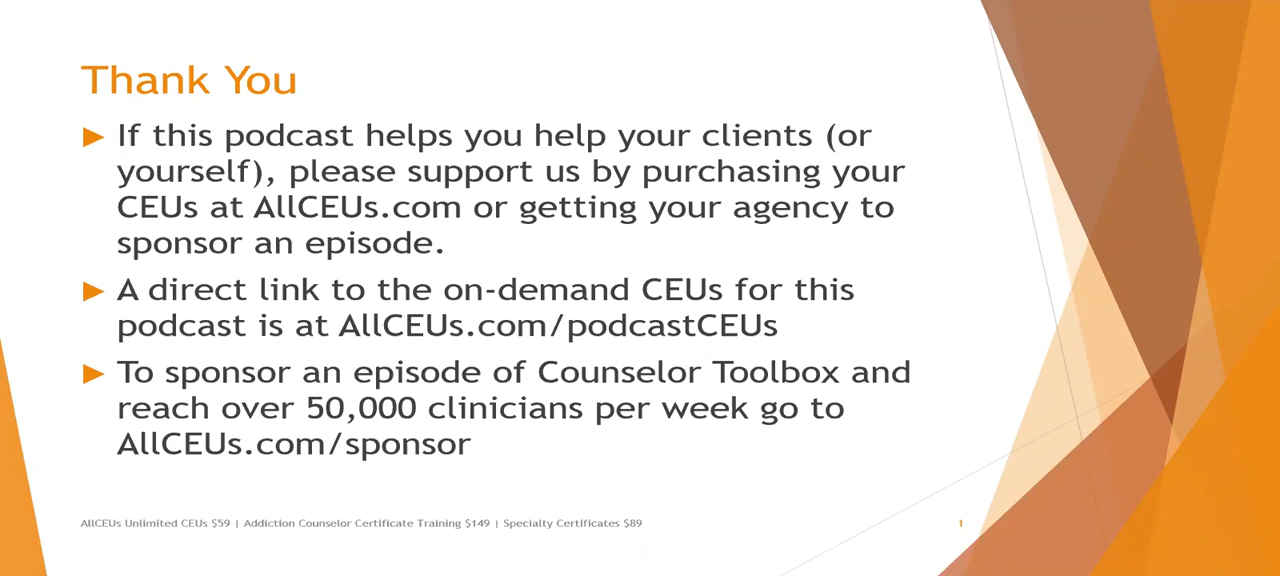 Thank You
If this podcast helps you help your clients (or
yourself), please support us by purchasing your
CEUs at AllCEUs.com or getting your agency to
sponsor an episode.
A direct link to the on-demand CEUs for this
podcast is at AllCEUs.com/podcastCEUs
To sponsor an episode of Counselor Toolbox and
reach over 50,000 clinicians per week go to
AllCEUs.com/sponsor
AllCEUs Unlimited CEUs $59 | Addiction Counselor Certificate Training $149 | Specialty Certificates $89
1